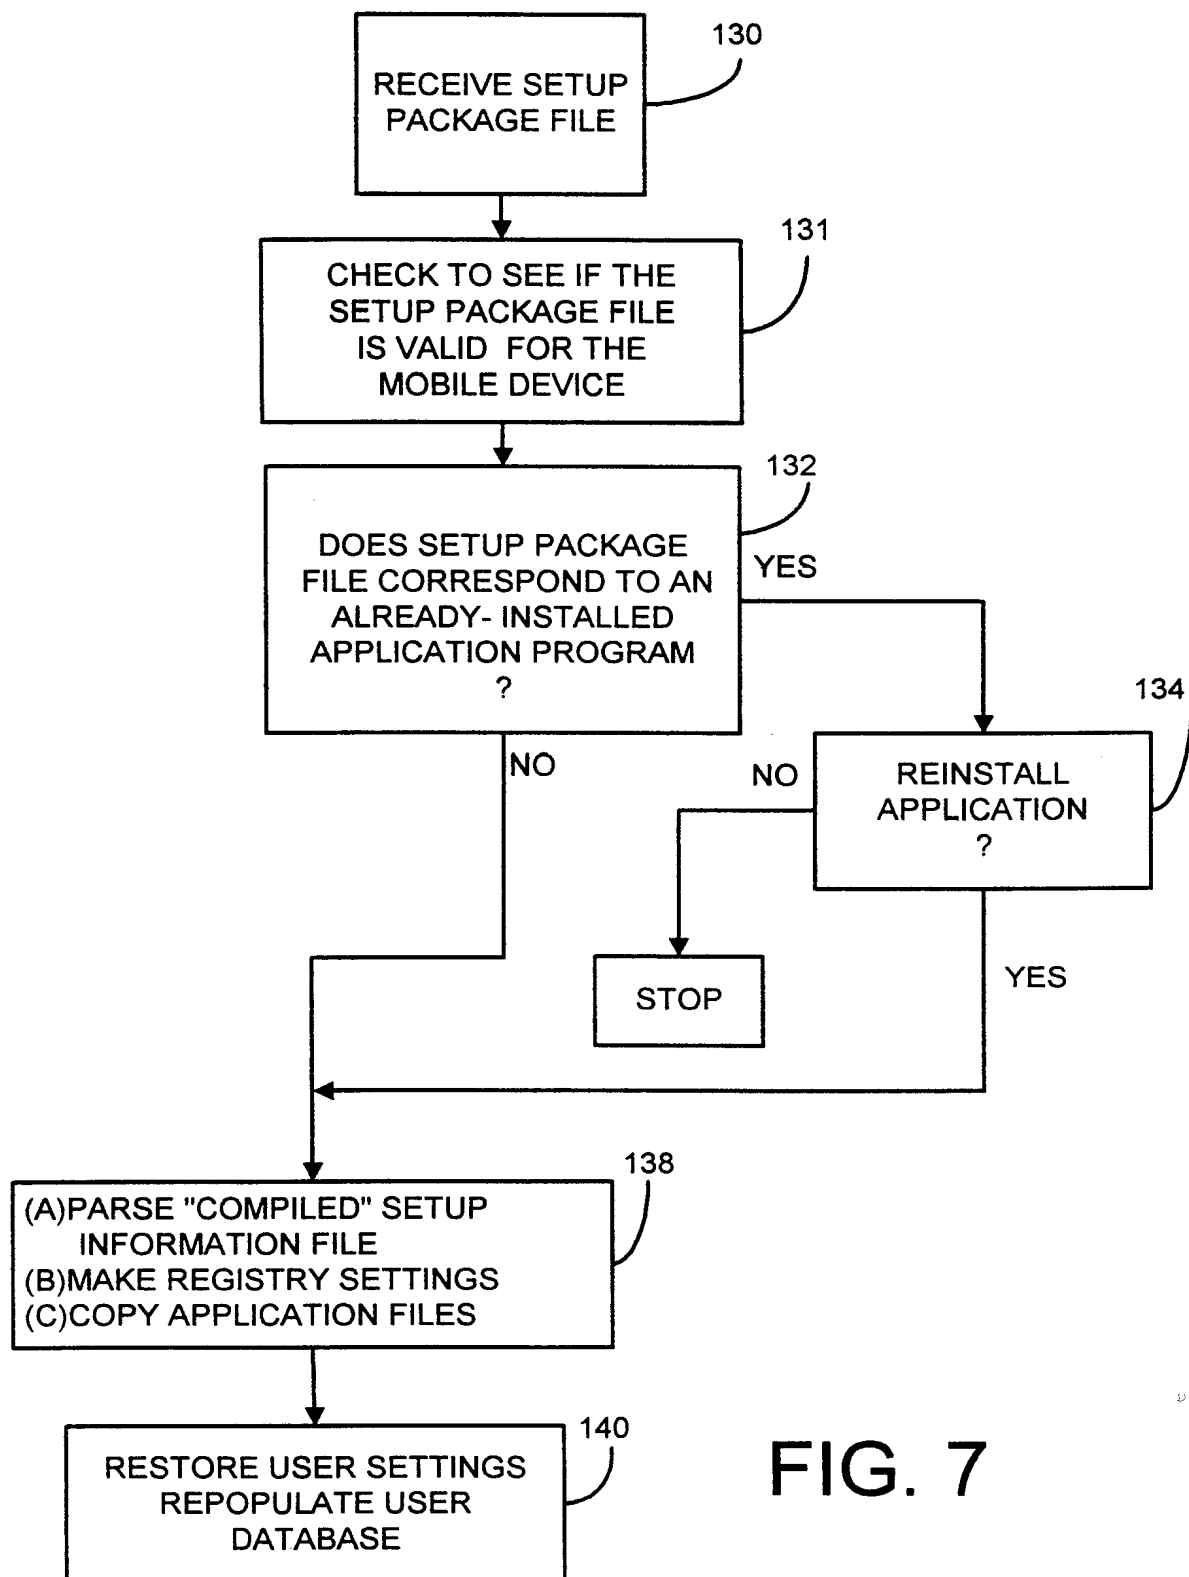 130
RECEIVE SETUP
PACKAGE FILE
131
CHECK TO SEE IF THE
SETUP PACKAGE FILE
IS VALID FOR THE
MOBILE DEVICE
132
DOES SETUP PACKAGE
FILE CORRESPOND TO AN
ALREADY- INSTALLED
APPLICATION PROGRAM
?
YES
NO
134
REINSTALL
APPLICATION
?
NO
STOP
YES
138
(A)PARSE "COMPILED" SETUP
INFORMATION FILE
(B)MAKE REGISTRY SETTINGS
(C)COPY APPLICATION FILES
140
RESTORE USER SETTINGS
REPOPULATE USER
DATABASE
FIG. 7